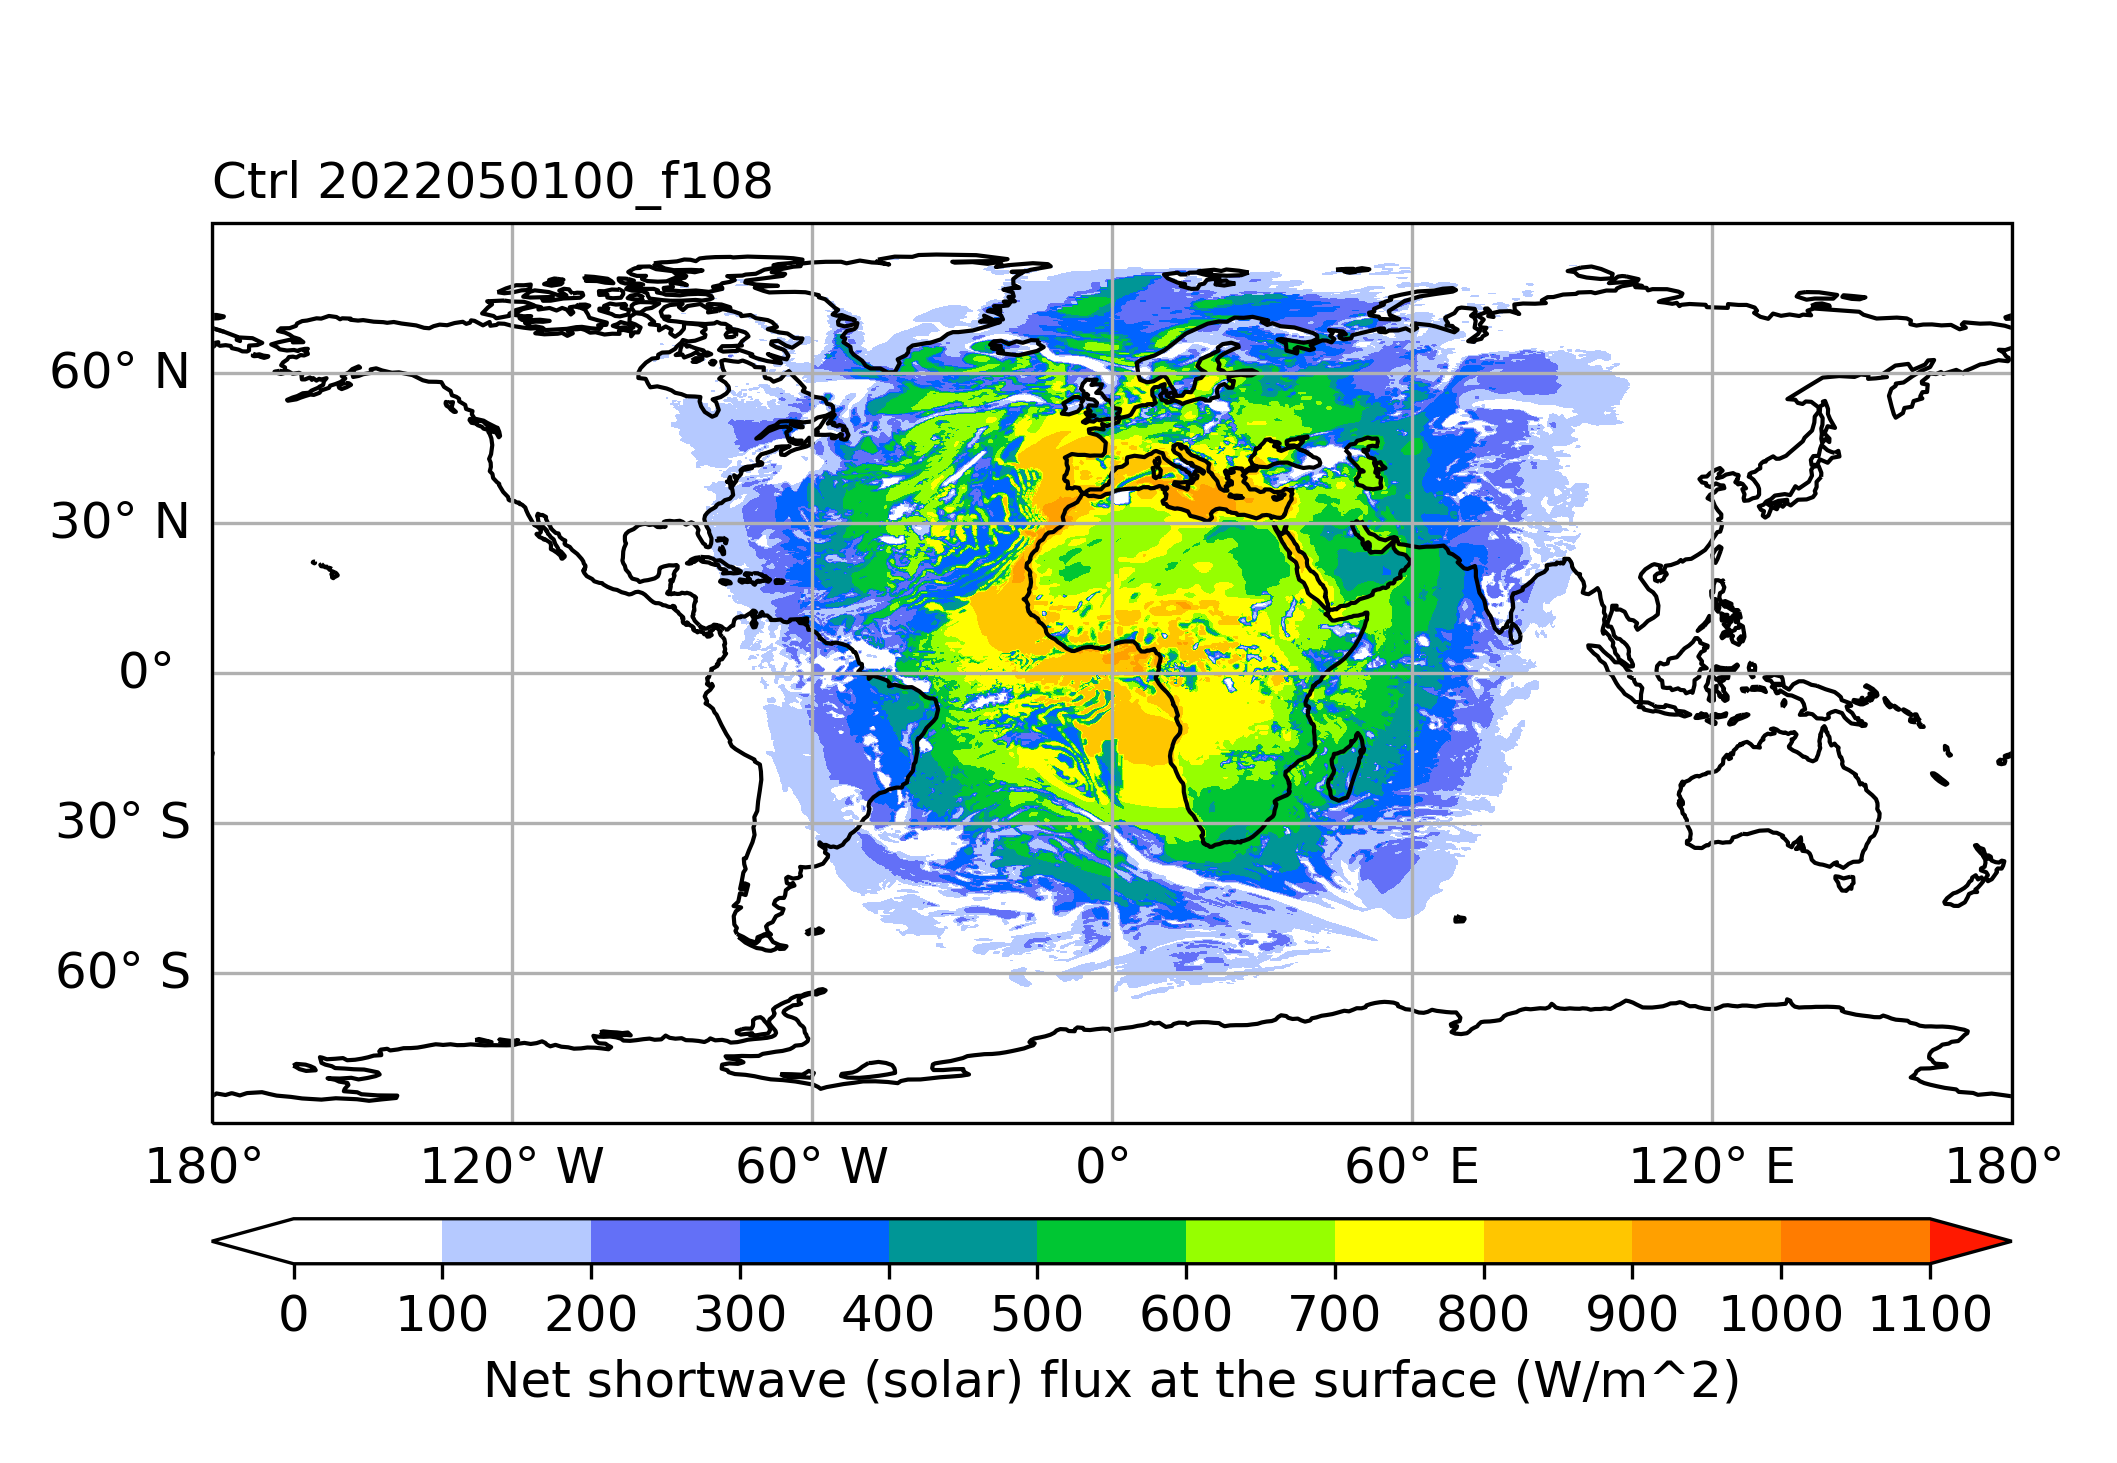 Ctrl 2022050100_f108
60° N
30° N
0°
30° S
60° S
180° 120° W 60° W 0° 60° E 120° E 180°
0 100 200 300 400 500 600 700 800 900 1000 1100
Net shortwave (solar) flux at the surface (W/m^2)